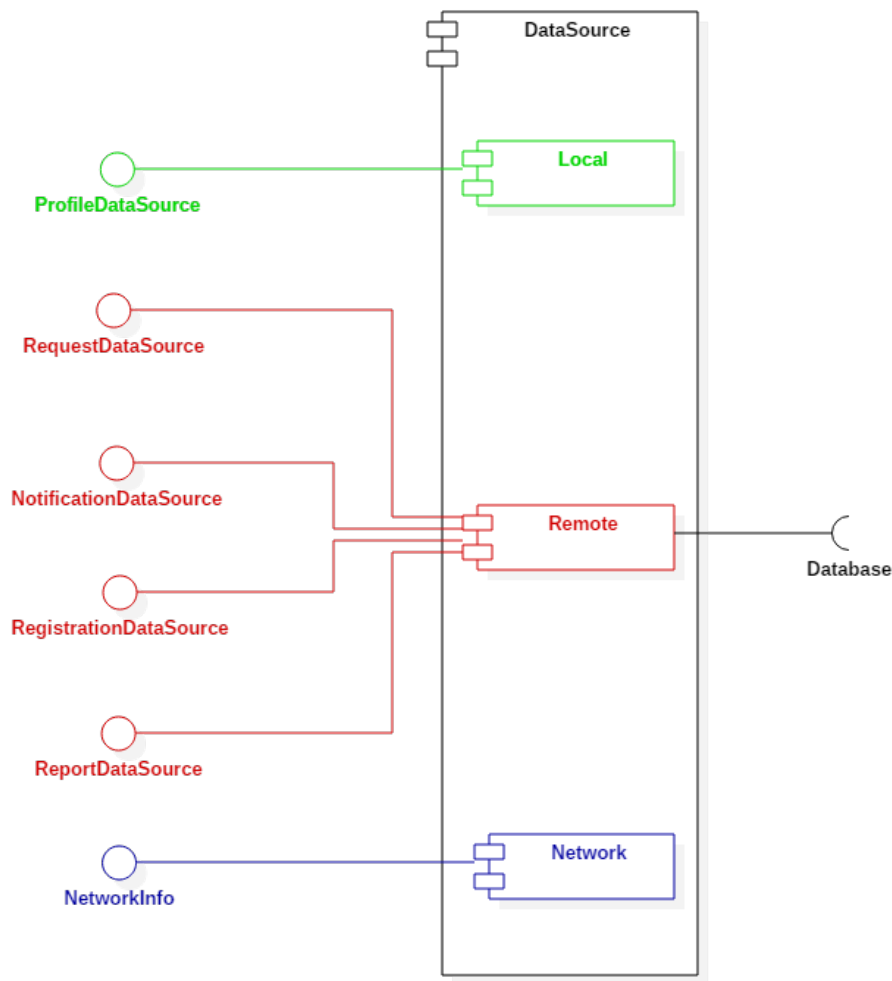 DataSource
Local
ProfileDataSource
RequestDataSource
NotificationDataSource
Remote
Database
RegistrationDataSource
ReportDataSource
Network
NetworkInfo